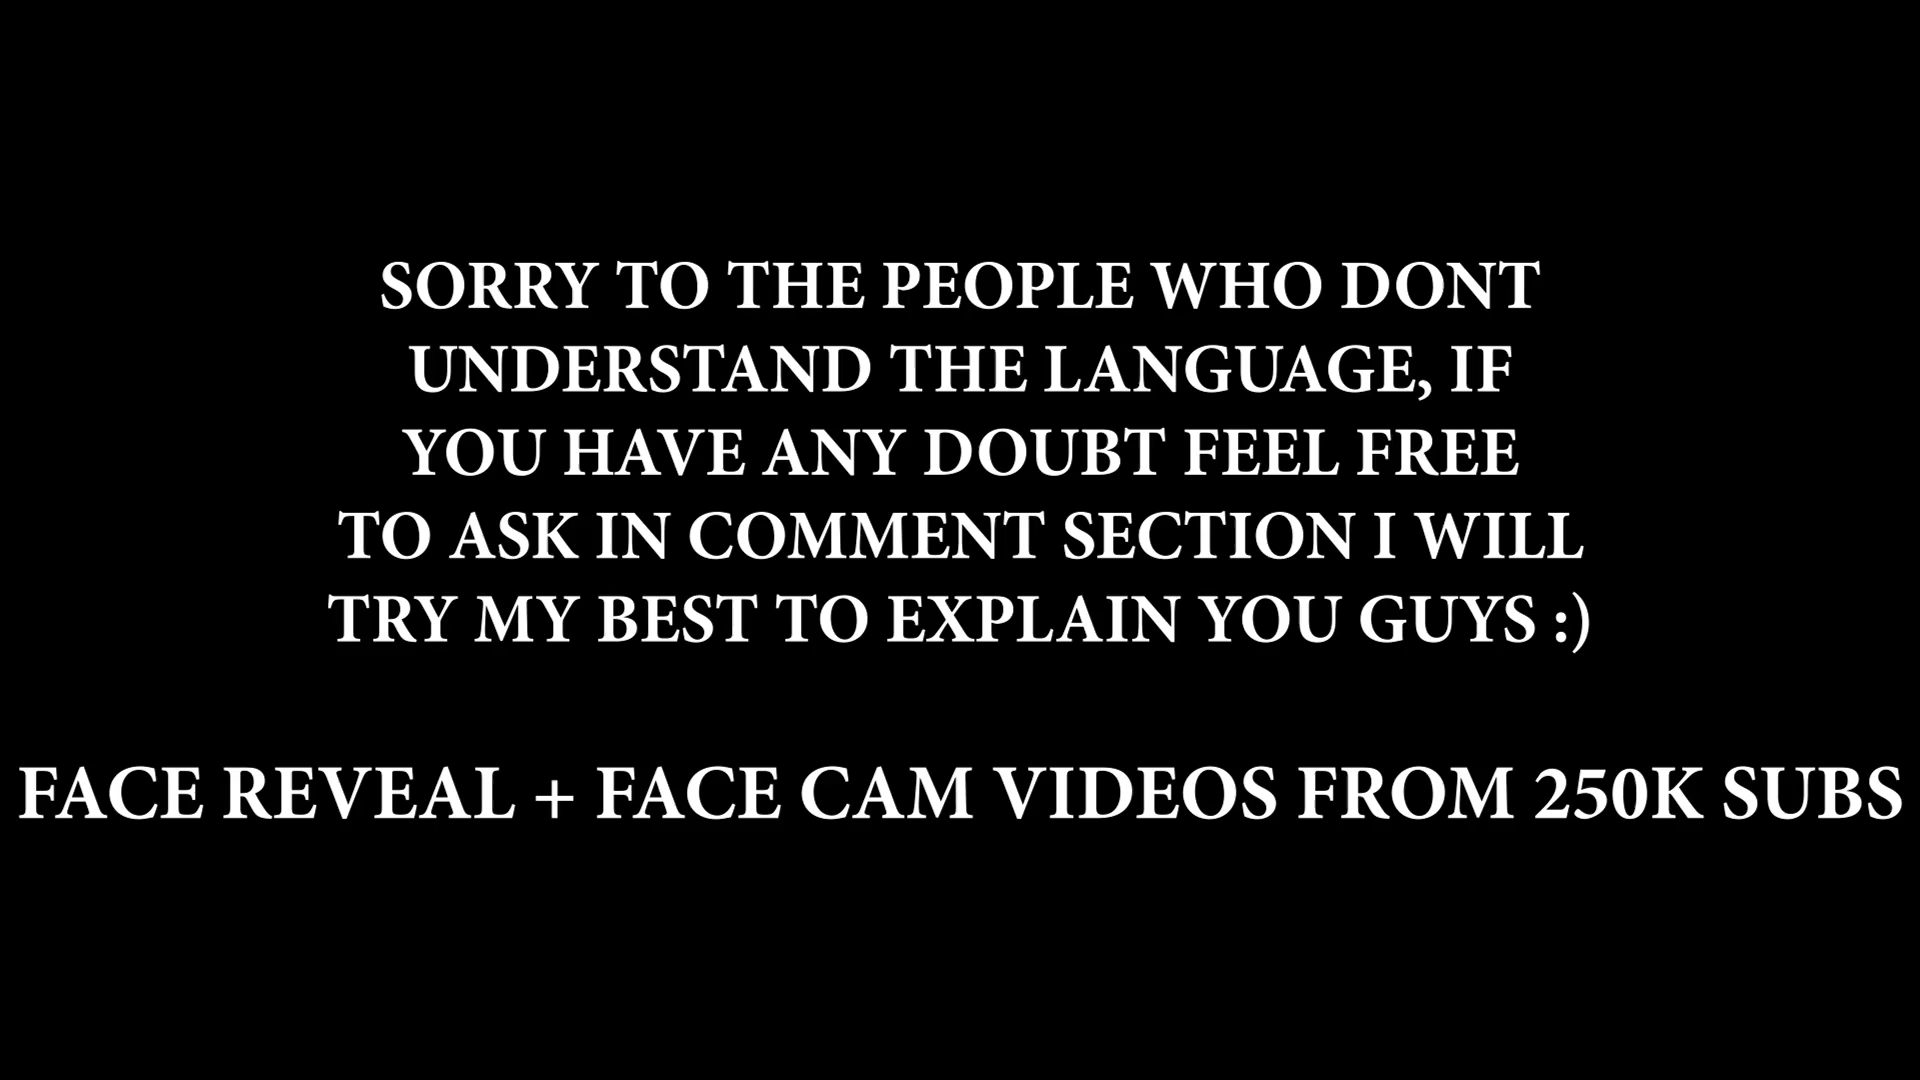 SORRY TO THE PEOPLE WHO DONT
UNDERSTAND THE LANGUAGE, IF
YOU HAVE ANY DOUBT FEEL FREE
TO ASK IN COMMENT SECTION I WILL
TRY MY BEST TO EXPLAIN YOU GUYS :)
FACE REVEAL + FACE CAM VIDEOS FROM 250K SUBS